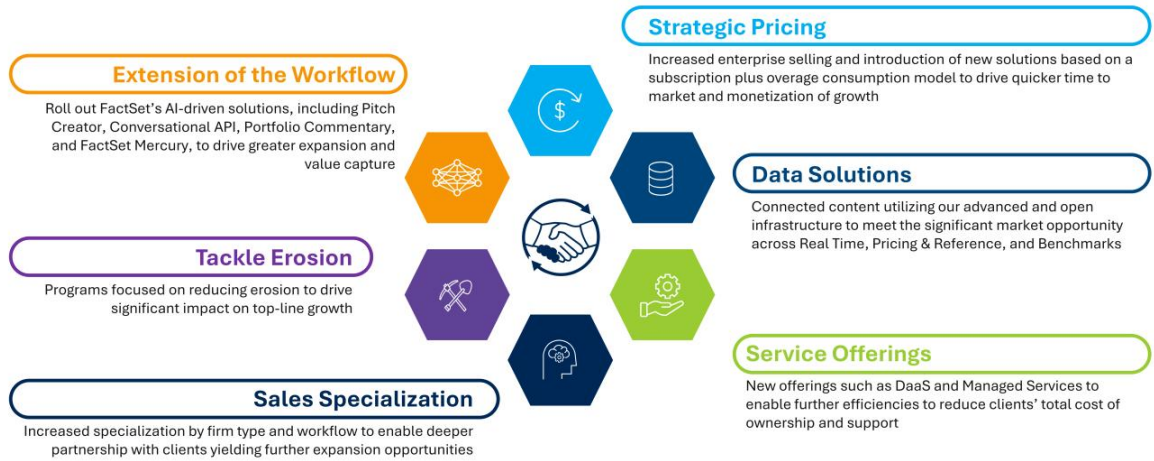 Strategic Pricing
Increased enterprise selling and introduction of new solutions based on a
subscription plus overage consumption model to drive quicker time to
market and monetization of growth
Extension of the Workflow
Roll out FactSet's AI-driven solutions, including Pitch
Creator, Conversational API, Portfolio Commentary,
and FactSet Mercury, to drive greater expansion and
value capture
$
Data Solutions
Connected content utilizing our advanced and open
infrastructure to meet the significant market opportunity
across Real Time, Pricing & Reference, and Benchmarks
Tackle Erosion
Programs focused on reducing erosion to drive
significant impact on top-line growth
Service Offerings
New offerings such as DaaS and Managed Services to
enable further efficiencies to reduce clients' total cost of
ownership and support
Sales Specialization
Increased specialization by firm type and workflow to enable deeper
partnership with clients yielding further expansion opportunities